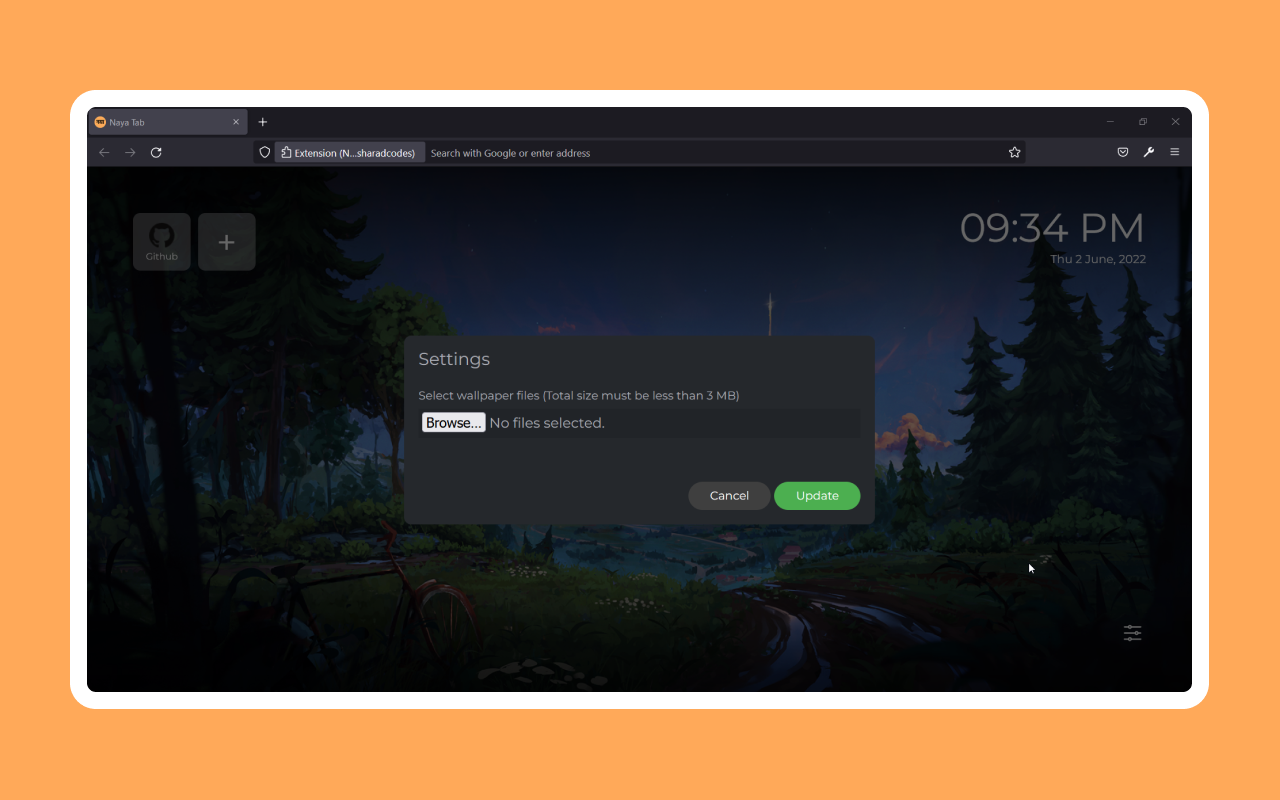 Naya Tab
Extension (N...sharadcodes)
Search with Google or enter address
Github
09:34 PM
Thu 2 June, 2022
Settings
Select wallpaper files (Total size must be less than 3 MB)
Browse... No files selected.
Cancel
Update